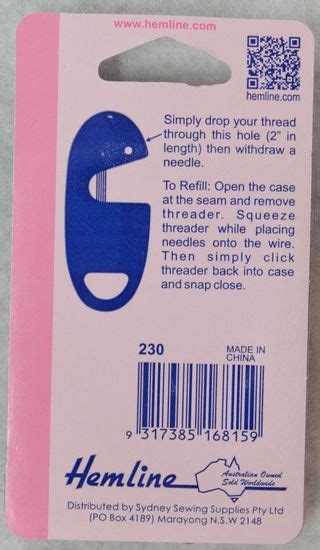 www.hemline.com
hemline.com
Simply drop your thread
through this hole (2" in
length) then withdraw a
needle.
To Refill: Open the case
at the seam and remove
threader. Squeeze
threader while placing
needles onto the wire.
Then simply click
threader back into case
and snap close.
230
MADE IN
CHINA
9 317385 168159
Hemline
Australian Owned
Sold Worldwide
Distributed by Sydney Sewing Supplies Pty Ltd
(PO Box 4189) Marayong N.S.W 2148